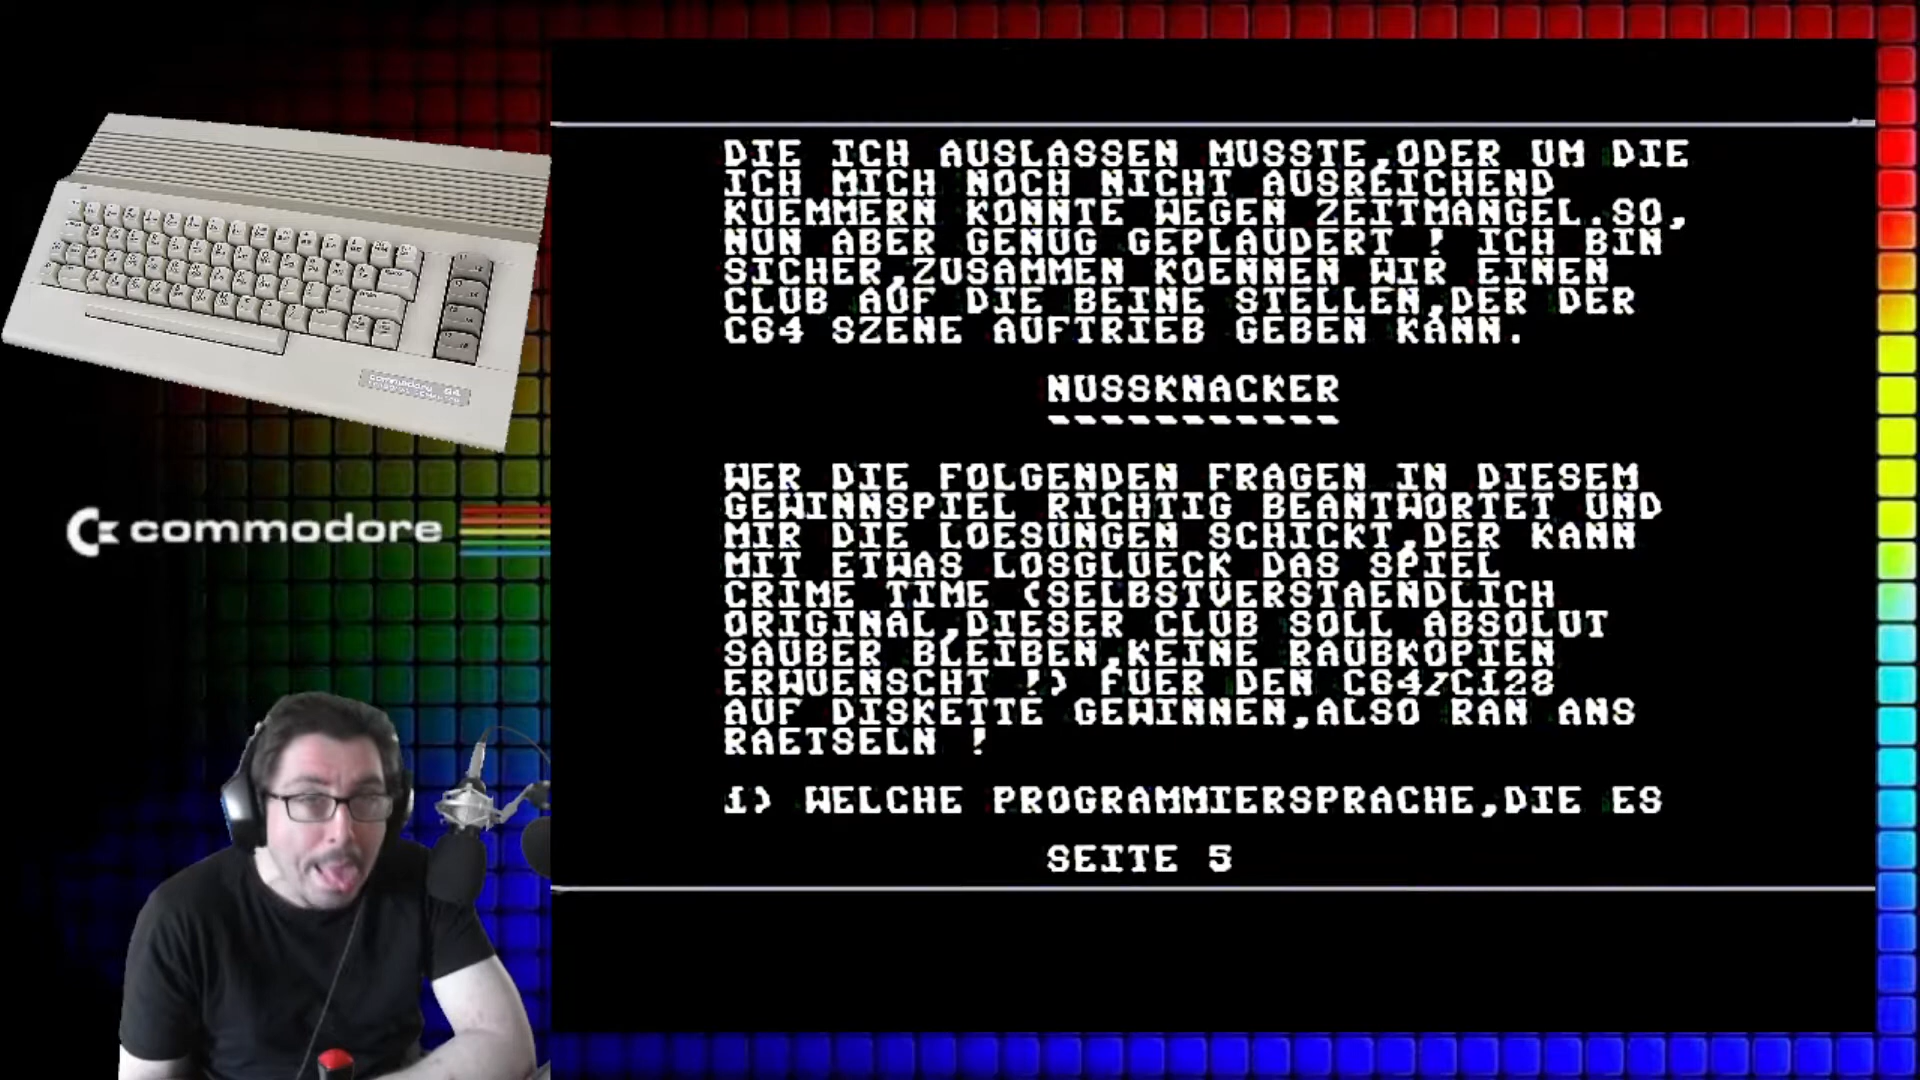 DIE ICH AUSLASSEN MUSSTE,ODER UM DIE
ICH MICH NOCH NICHT AUSREICHEND
KUEMMERN KONNTE WEGEN ZEITMANGEL.SO,
NUN ABER GENUG GEPLAUDERT ! ICH BIN
SICHER,ZUSAMMEN KOENNEN WIR EINEN
CLUB AUF DIE BEINE STELLEN,DER DER
C64 SZENE AUFTRIEB GEBEN KANN.
NUSSKNACKER
-----------
WER DIE FOLGENDEN FRAGEN IN DIESEM
GEWINNSPIEL RICHTIG BEANTWORTET UND
MIR DIE LOESUNGEN SCHICKT,DER KANN
MIT ETWAS LOSGLUECK DAS SPIEL
CRIME TIME (SELBSTVERSTAENDLICH
ORIGINAL,DIESER CLUB SOLL ABSOLUT
SAUBER BLEIBEN,KEINE RAUBKOPIEN
ERWUENSCHT !) FUER DEN C64/C128
AUF DISKETTE GEWINNEN,ALSO RAN ANS
RAETSELN !
1) WELCHE PROGRAMMIERSPRACHE,DIE ES
SEITE 5
commodore 64
commodore